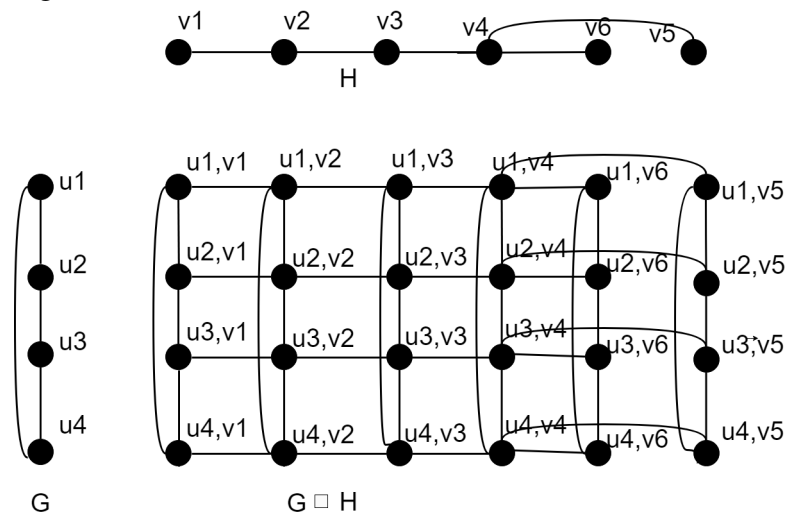 v1 v2 v3 v4 v6 v5
H
u1,v1 u1,v2 u1,v3 u1,v4 u1,v6 u1,v5
u1
u2,v1 u2,v2 u2,v3 u2,v4 u2,v6 u2,v5
u2
u3,v1 u3,v2 u3,v3 u3,v4 u3,v6 u3,v5
u3
u4,v1 u4,v2 u4,v3 u4,v4 u4,v6 u4,v5
u4
G
G □ H